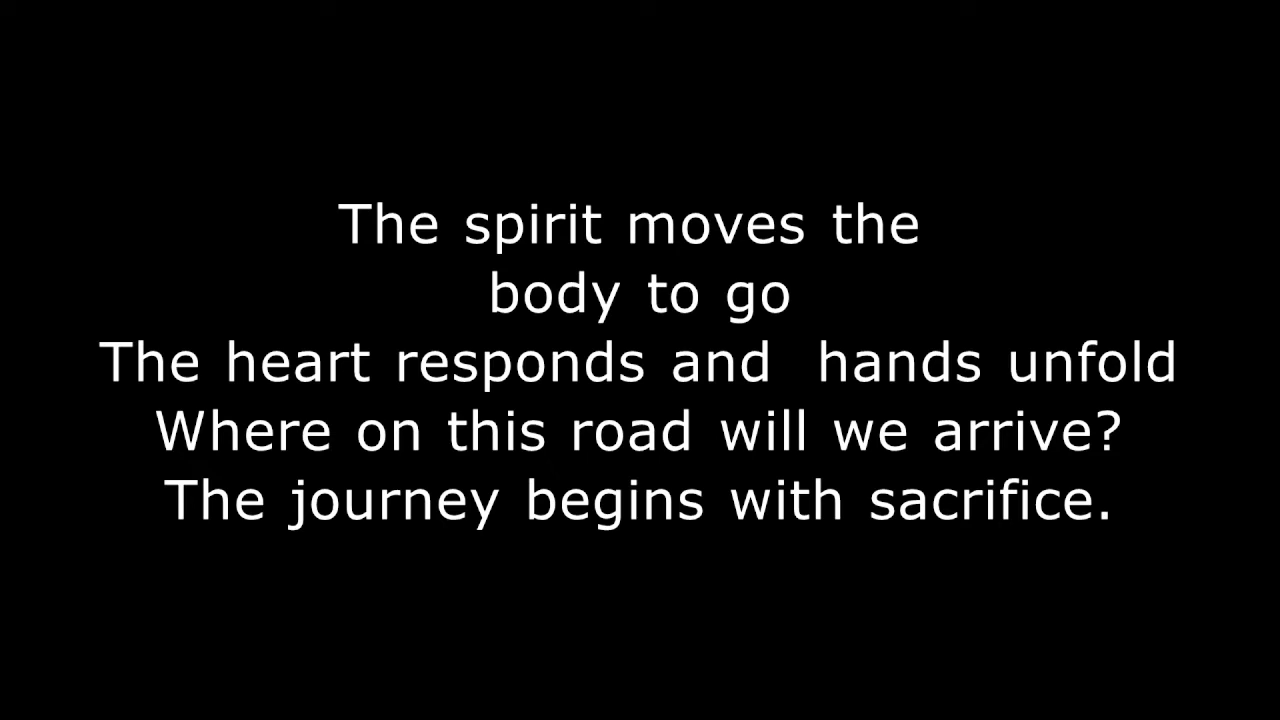 The spirit moves the
body to go
The heart responds and  hands unfold
Where on this road will we arrive?
The journey begins with sacrifice.